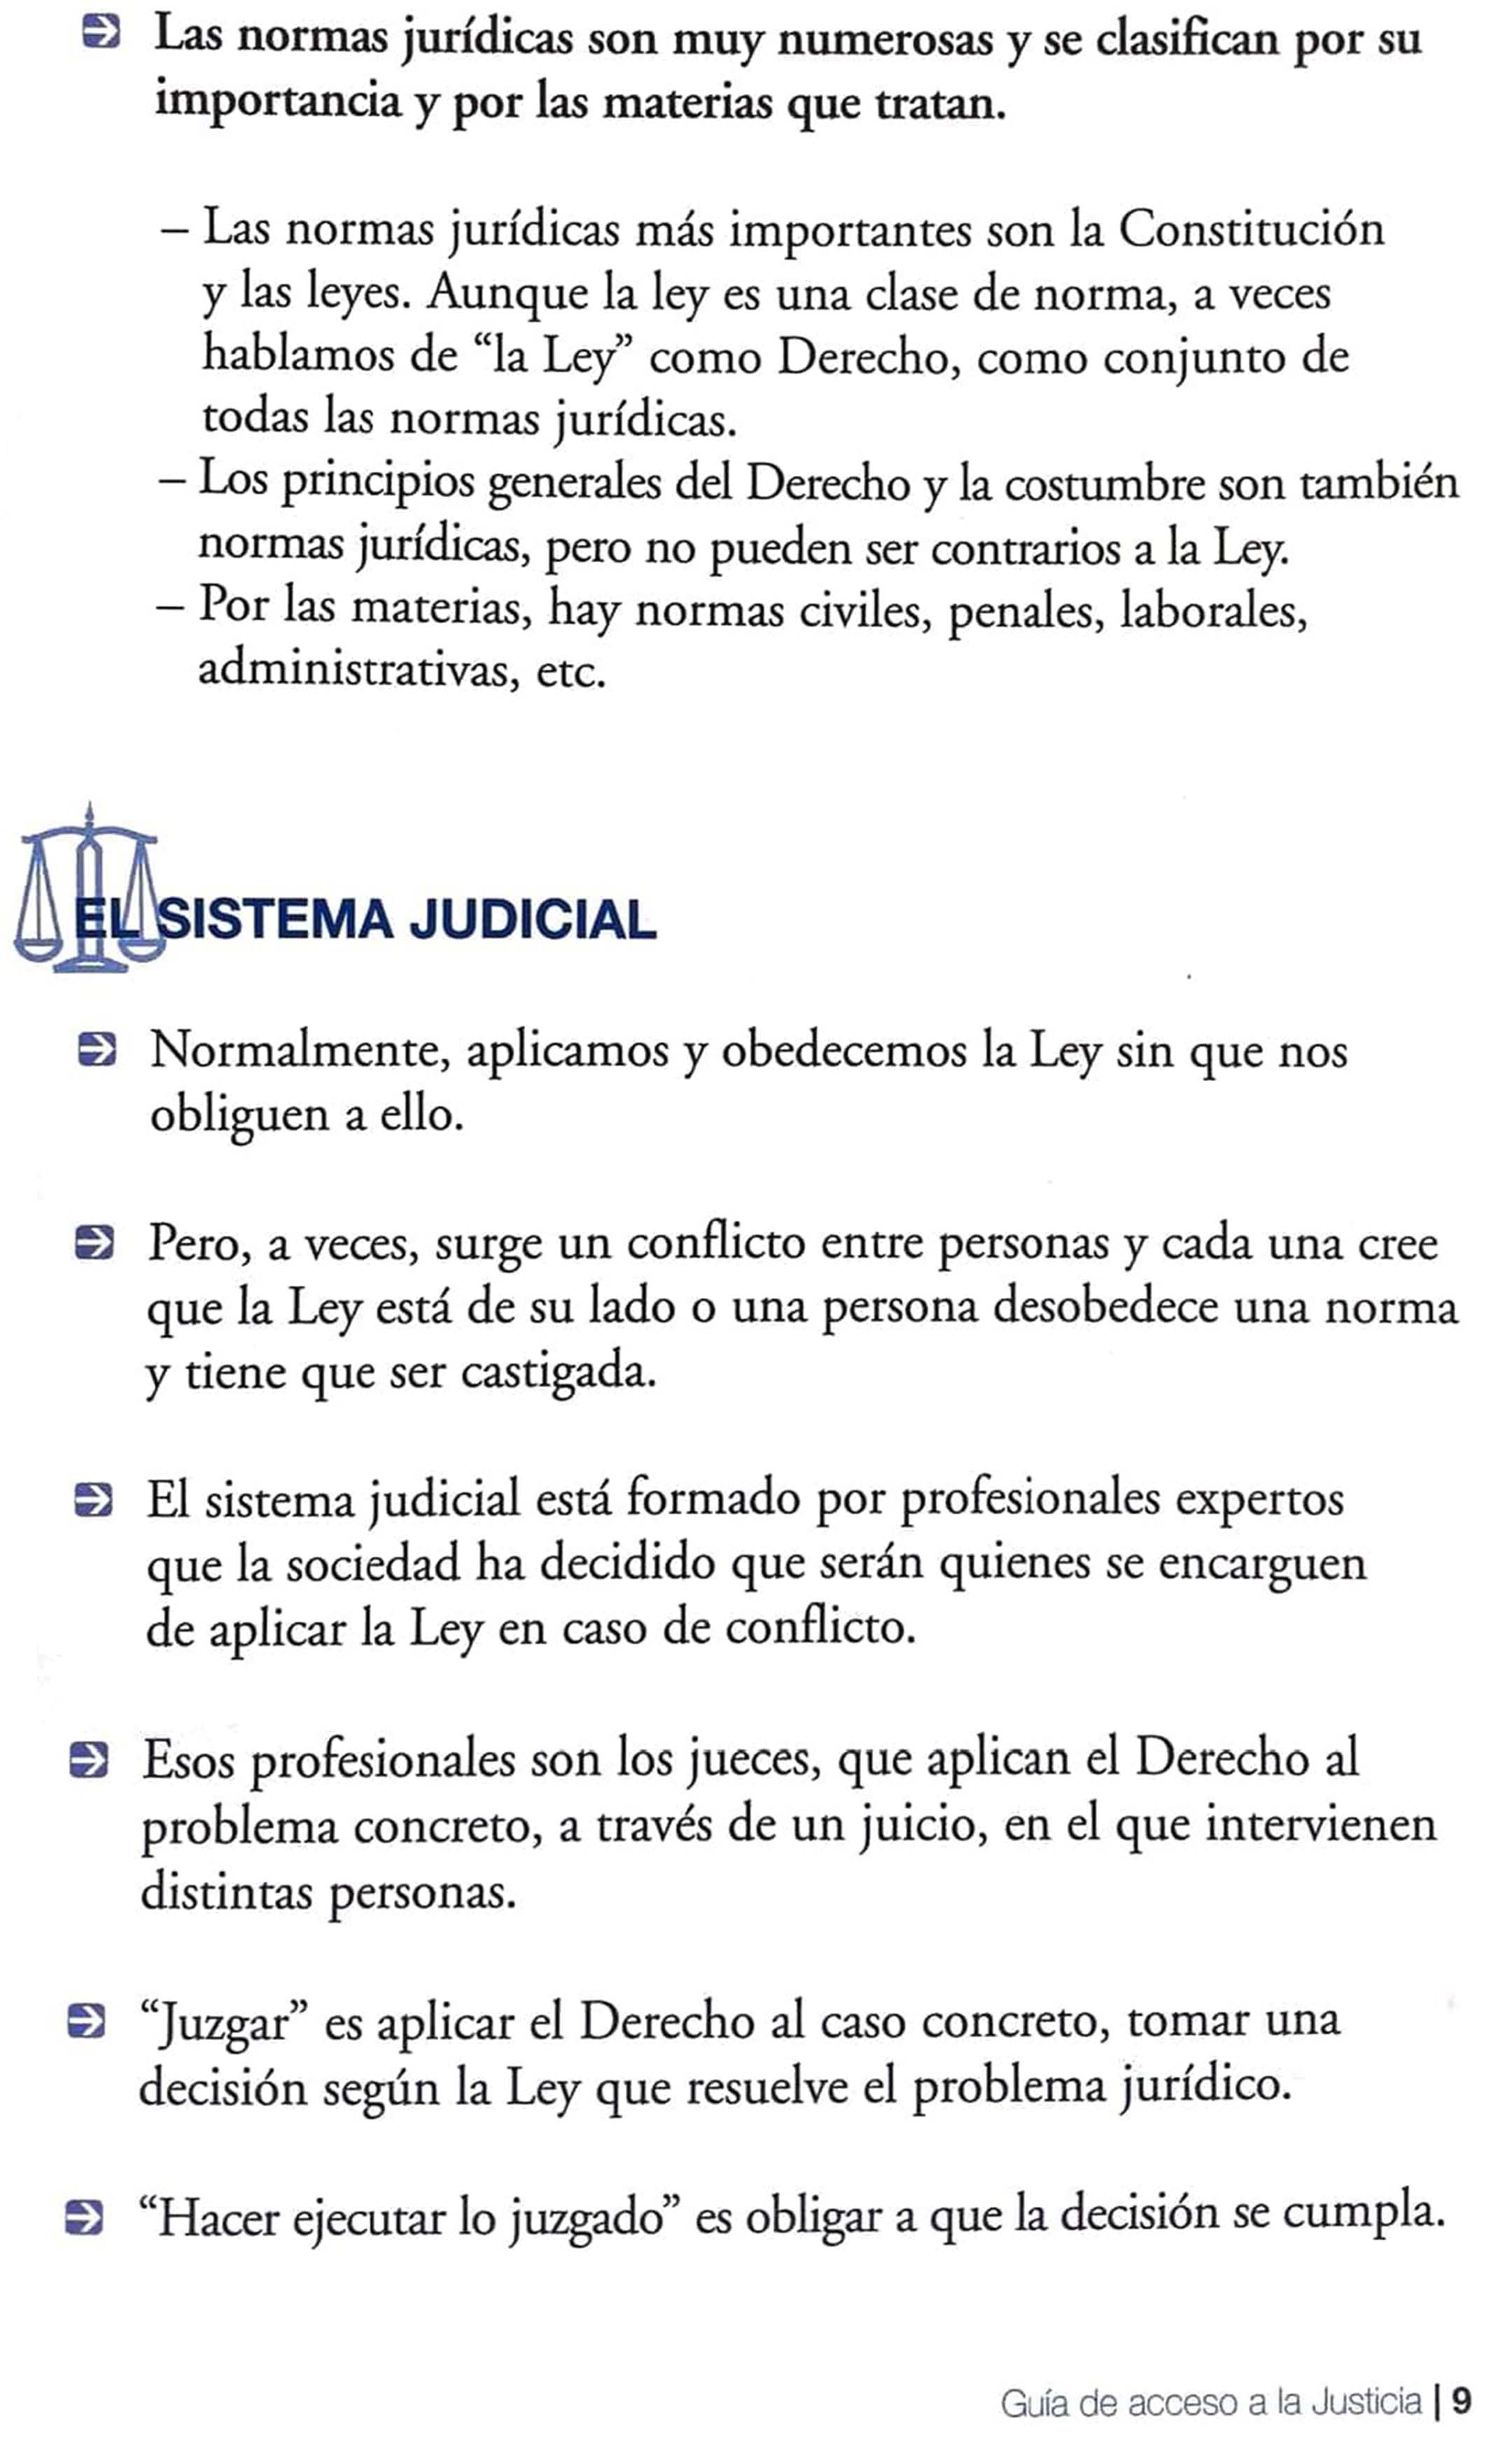 Las normas jurídicas son muy numerosas y se clasifican por su
importancia y por las materias que tratan.
– Las normas jurídicas más importantes son la Constitución
y las leyes. Aunque la ley es una clase de norma, a veces
hablamos de “la Ley” como Derecho, como conjunto de
todas las normas jurídicas.
– Los principios generales del Derecho y la costumbre son también
normas jurídicas, pero no pueden ser contrarios a la Ley.
– Por las materias, hay normas civiles, penales, laborales,
administrativas, etc.
EL SISTEMA JUDICIAL
Normalmente, aplicamos y obedecemos la Ley sin que nos
obliguen a ello.
Pero, a veces, surge un conflicto entre personas y cada una cree
que la Ley está de su lado o una persona desobedece una norma
y tiene que ser castigada.
El sistema judicial está formado por profesionales expertos
que la sociedad ha decidido que serán quienes se encarguen
de aplicar la Ley en caso de conflicto.
Esos profesionales son los jueces, que aplican el Derecho al
problema concreto, a través de un juicio, en el que intervienen
distintas personas.
“Juzgar” es aplicar el Derecho al caso concreto, tomar una
decisión según la Ley que resuelve el problema jurídico.
“Hacer ejecutar lo juzgado” es obligar a que la decisión se cumpla.
Guía de acceso a la Justicia | 9